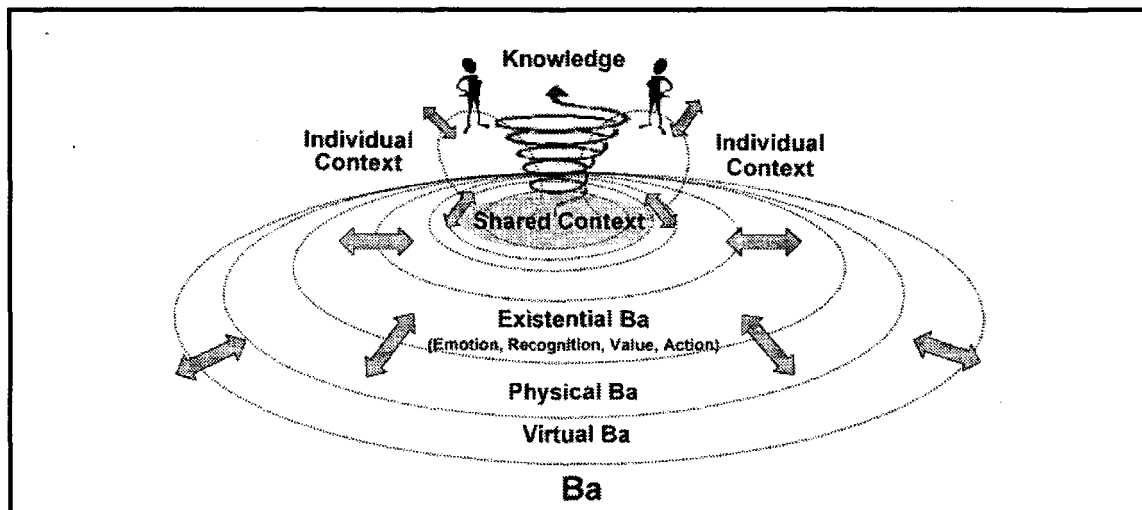 Knowledge
Individual
Context
Individual
Context
Shared Context
Existential Ba
(Emotion, Recognition, Value, Action)
Physical Ba
Virtual Ba
Ba